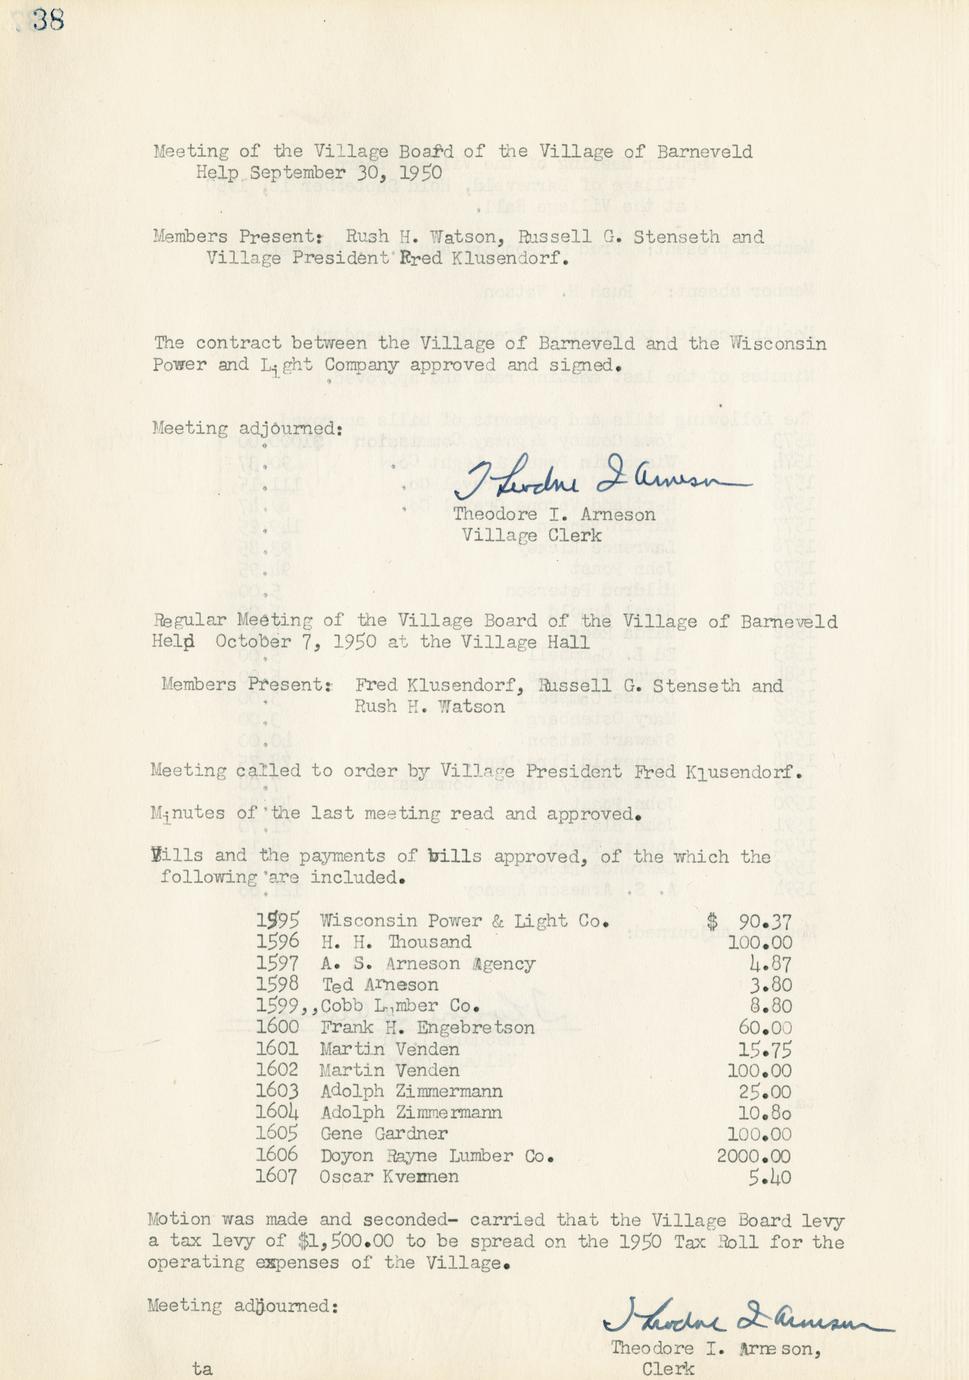 38
Meeting of the Village Board of the Village of Barneveld
Help September 30, 1950
Members Present: Rush H. Watson, Russell G. Stenseth and
Village President Fred Klusendorf.
The contract between the Village of Barneveld and the Wisconsin
Power and Light Company approved and signed.
Meeting adjourned:
Theodore I Arneson
Theodore I. Arneson
Village Clerk
Regular Meeting of the Village Board of the Village of Barneveld
Held October 7, 1950 at the Village Hall
Members Present: Fred Klusendorf, Russell G. Stenseth and
Rush H. Watson
Meeting called to order by Village President Fred Klusendorf.
Minutes of the last meeting read and approved.
Bills and the payments of bills approved, of the which the
following are included.
1595 Wisconsin Power & Light Co. $ 90.37
1596 H. H. Thousand 100.00
1597 A. S. Arneson Agency 4.87
1598 Ted Arneson 3.80
1599,,Cobb Lumber Co. 8.80
1600 Frank H. Engebretson 60.00
1601 Martin Venden 15.75
1602 Martin Venden 100.00
1603 Adolph Zimmermann 25.00
1604 Adolph Zimmermann 10.80
1605 Gene Gardner 100.00
1606 Doyon Rayne Lumber Co. 2000.00
1607 Oscar Kvermen 5.40
Motion was made and seconded- carried that the Village Board levy
a tax levy of $1,500.00 to be spread on the 1950 Tax Roll for the
operating expenses of the Village.
Meeting adjourned:
Theodore I Arneson
Theodore I. Arneson,
ta Clerk